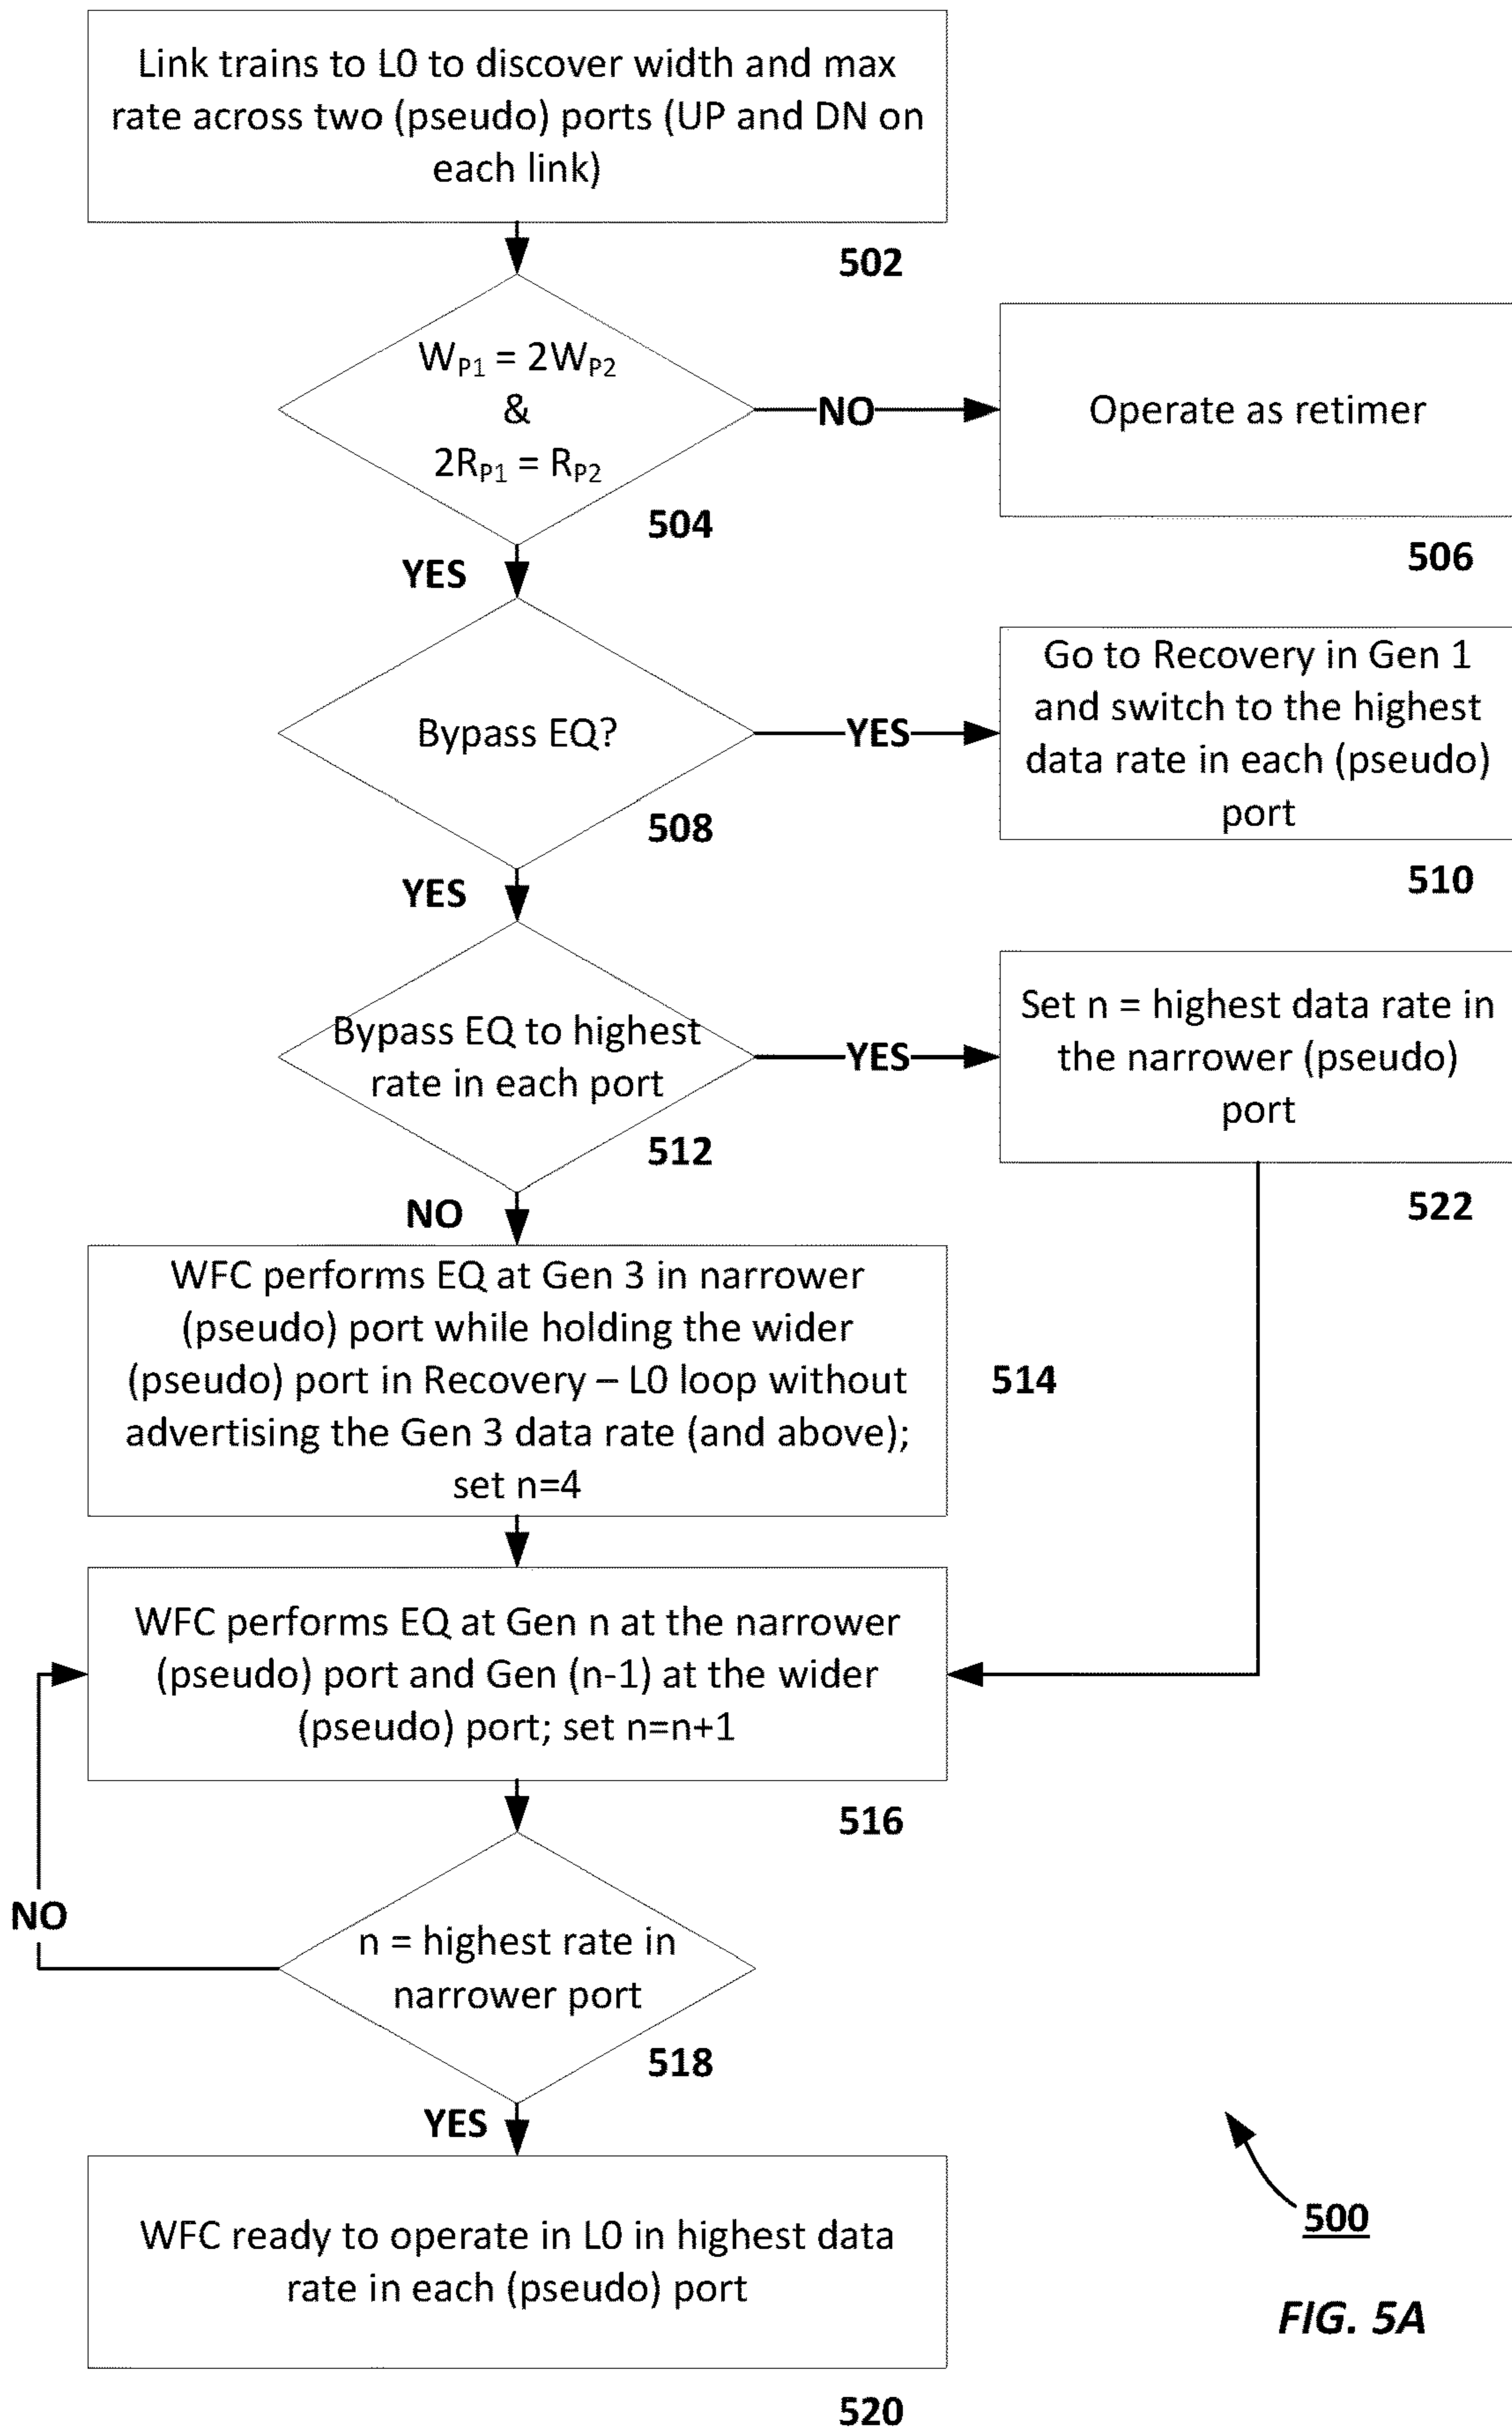 Link trains to L0 to discover width and max
rate across two (pseudo) ports (UP and DN on
each link)
502
W_P1 = 2W_P2
&
2R_P1 = R_P2
504
NO
Operate as retimer
506
YES
Bypass EQ?
508
YES
Go to Recovery in Gen 1
and switch to the highest
data rate in each (pseudo)
port
510
YES
Bypass EQ to highest
rate in each port
512
YES
Set n = highest data rate in
the narrower (pseudo)
port
522
NO
WFC performs EQ at Gen 3 in narrower
(pseudo) port while holding the wider
(pseudo) port in Recovery – L0 loop without
advertising the Gen 3 data rate (and above);
set n=4
514
WFC performs EQ at Gen n at the narrower
(pseudo) port and Gen (n-1) at the wider
(pseudo) port; set n=n+1
516
NO
n = highest rate in
narrower port
518
YES
WFC ready to operate in L0 in highest data
rate in each (pseudo) port
520
500
FIG. 5A